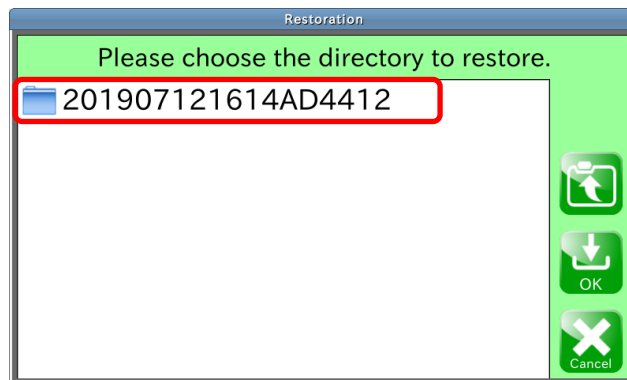 Restoration
Please choose the directory to restore.
201907121614AD4412
OK
Cancel